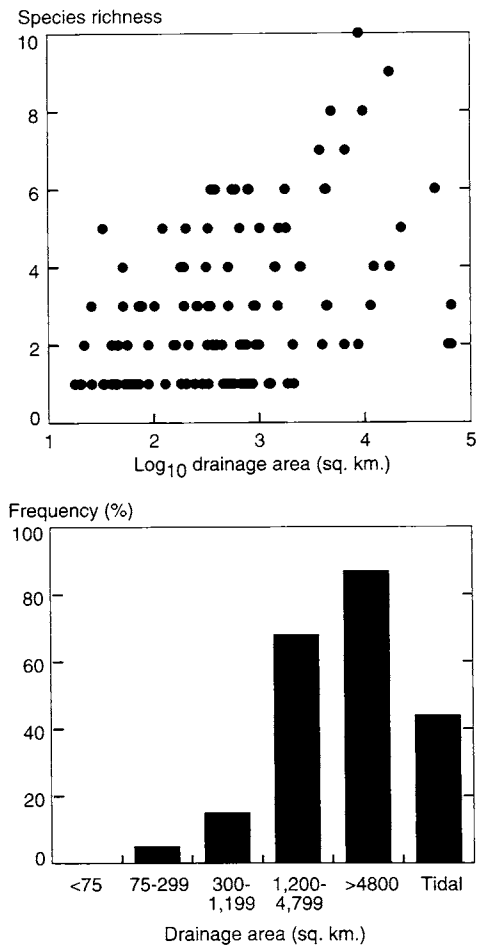 Species richness
10
8
6
4
2
0
1 2 3 4 5
Log10 drainage area (sq. km.)
Frequency (%)
100
80
60
40
20
0
<75 75-299 300- 1,200- >4800 Tidal
1,199 4,799
Drainage area (sq. km.)